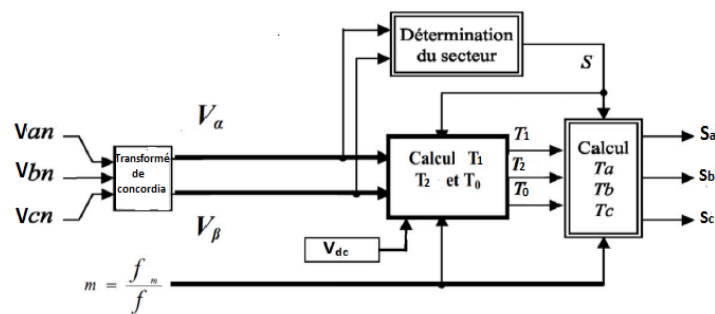 Détermination
du secteur
S
Vα
Van
Vbn
Vcn
Transformé
de
concordia
Vβ
Calcul T1
T2 et T0
T1
T2
T0
Calcul
Ta
Tb
Tc
Sa
Sb
Sc
Vdc
m = fm / f